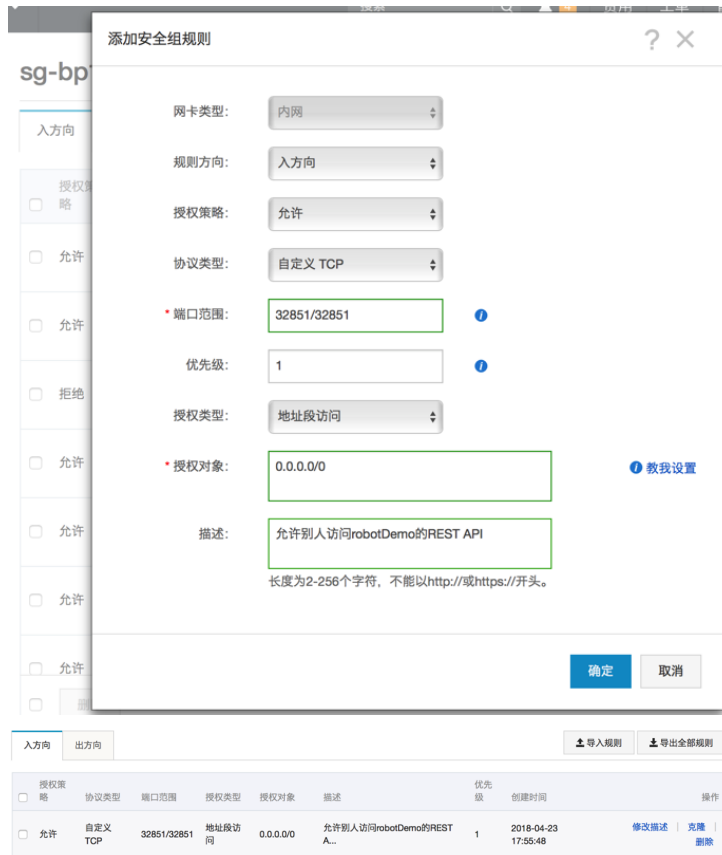 搜索
4
费用
工单
添加安全组规则
sg-bp
入方向
网卡类型:
内网
规则方向:
入方向
授权策
略
授权策略:
允许
允许
协议类型:
自定义 TCP
* 端口范围:
32851/32851
允许
优先级:
1
拒绝
授权类型:
地址段访问
允许
* 授权对象:
0.0.0.0/0
教我设置
允许
描述:
允许别人访问robotDemo的REST API
长度为2-256个字符，不能以http://或https://开头。
允许
允许
确定
取消
入方向
出方向
导入规则
导出全部规则
授权策
略
协议类型
端口范围
授权类型
授权对象
描述
优先
级
创建时间
操作
允许
自定义
TCP
32851/32851
地址段访
问
0.0.0.0/0
允许别人访问robotDemo的REST
A...
1
2018-04-23
17:55:48
修改描述
克隆
删除